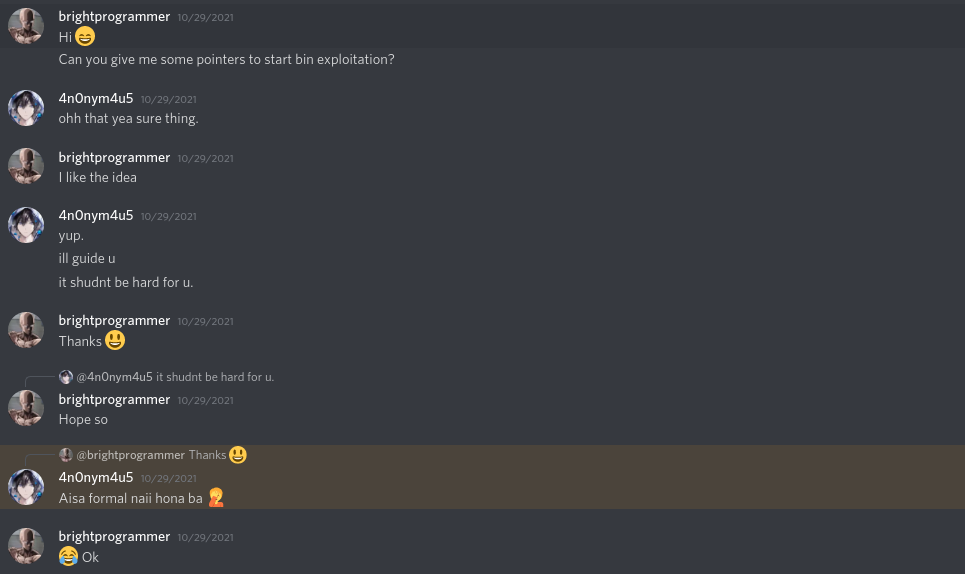 brightprogrammer 10/29/2021
Hi 😄
Can you give me some pointers to start bin exploitation?
4n0nym4u5 10/29/2021
ohh that yea sure thing.
brightprogrammer 10/29/2021
I like the idea
4n0nym4u5 10/29/2021
yup.
ill guide u
it shudnt be hard for u.
brightprogrammer 10/29/2021
Thanks 😃
@4n0nym4u5 it shudnt be hard for u.
brightprogrammer 10/29/2021
Hope so
@brightprogrammer Thanks 😃
4n0nym4u5 10/29/2021
Aisa formal naii hona ba 🤦
brightprogrammer 10/29/2021
😂 Ok